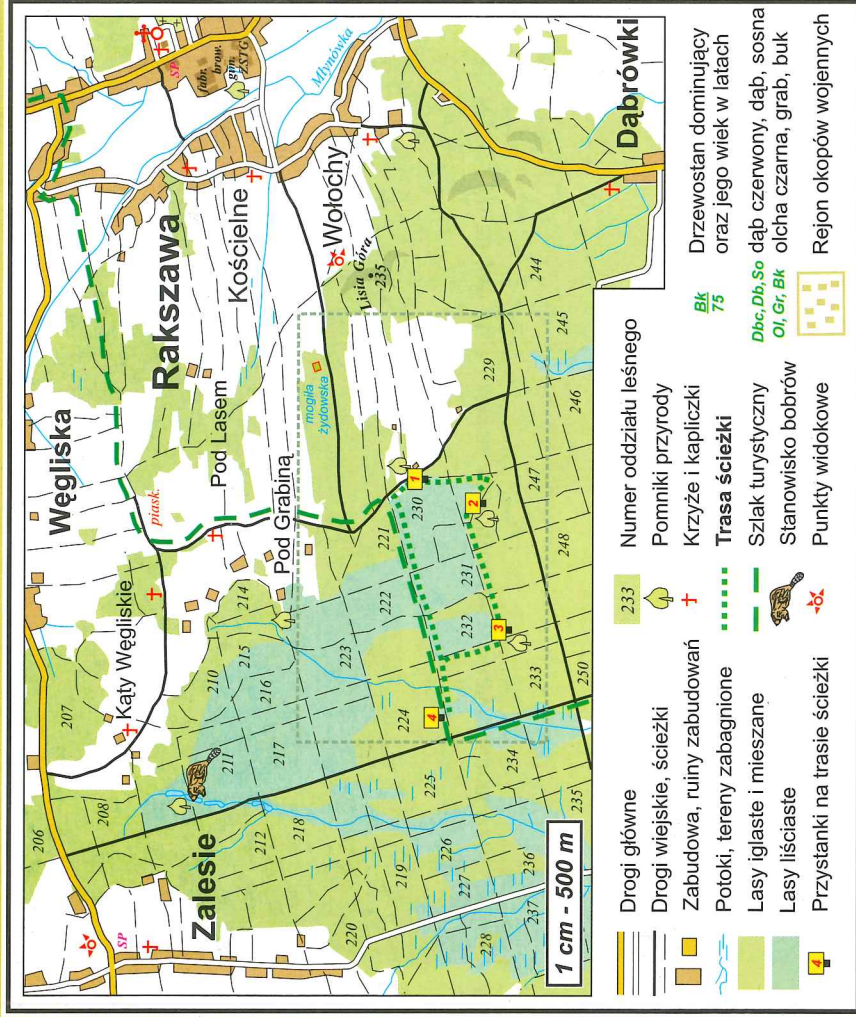 206
207
208
Węgliska
Zalesie
SP
Kąty Węgliskie
piask.
210
211
212
214
215
216
217
218
219
220
221
222
223
224
225
226
227
228
229
230
231
232
233
234
235
236
237
244
245
246
247
248
250
Rakszawa
SP
fabr.
brow.
gim.
ZSTG
Młynówka
Pod Lasem
Kościelne
Pod Grabiną
mogiła
żydowska
Lisia Góra
235
Wołochy
Dąbrówki
1
2
3
4
1 cm - 500 m
Drogi główne
Drogi wiejskie, ścieżki
Zabudowa, ruiny zabudowań
Potoki, tereny zabagnione
Lasy iglaste i mieszane
Lasy liściaste
4 Przystanki na trasie ścieżki
233 Numer oddziału leśnego
Pomniki przyrody
Krzyże i kapliczki
Trasa ścieżki
Szlak turystyczny
Stanowisko bobrów
Punkty widokowe
Bk
75
Drzewostan dominujący
oraz jego wiek w latach
Dbc,Db,So dąb czerwony, dąb, sosna
Ol, Gr, Bk olcha czarna, grab, buk
Rejon okopów wojennych